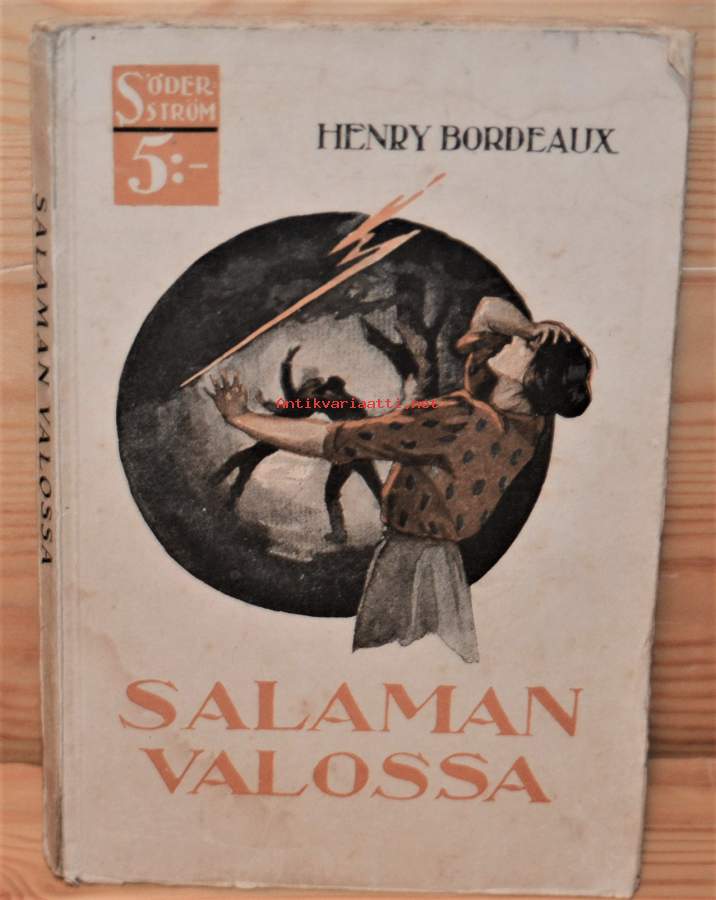 SÖDER-
STRÖM
5:-
HENRY BORDEAUX
SALAMAN VALOSSA
Antikvariaatti.net
SALAMAN
VALOSSA